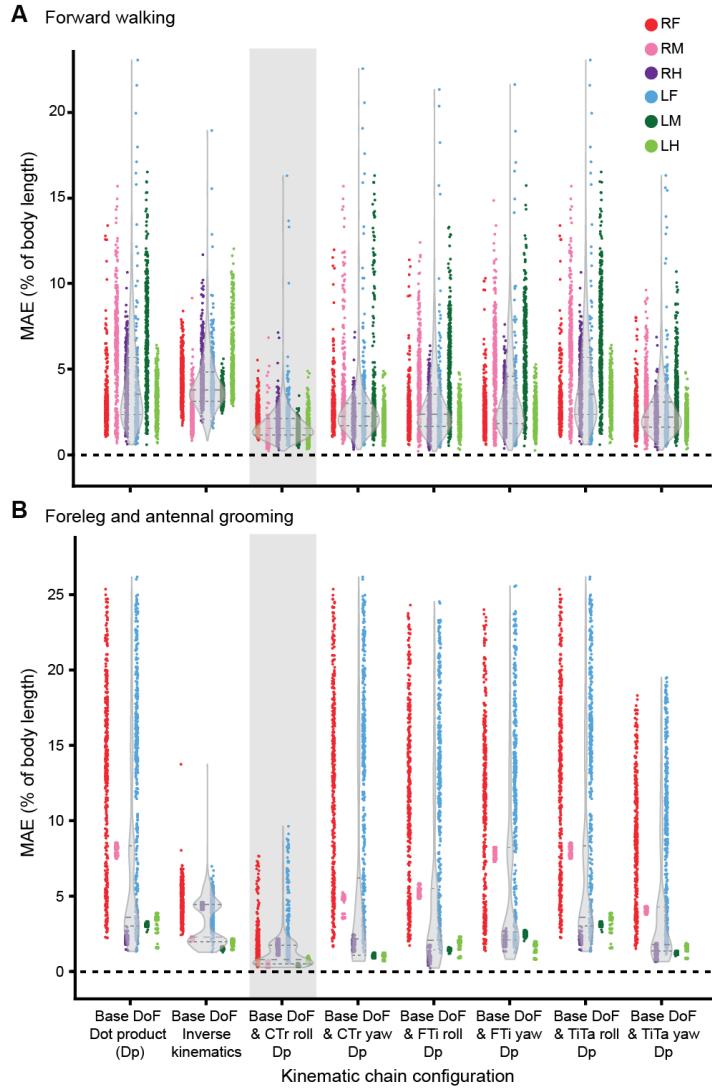 A Forward walking
RF
RM
RH
LF
LM
LH
MAE (% of body length)
20
15
10
5
0
B Foreleg and antennal grooming
MAE (% of body length)
25
20
15
10
5
0
Base DoF
Dot product
(Dp)
Base DoF
Inverse
kinematics
Base DoF
& CTr roll
Dp
Base DoF
& CTr yaw
Dp
Base DoF
& FTi roll
Dp
Base DoF
& FTi yaw
Dp
Base DoF
& TiTa roll
Dp
Base DoF
& TiTa yaw
Dp
Kinematic chain configuration